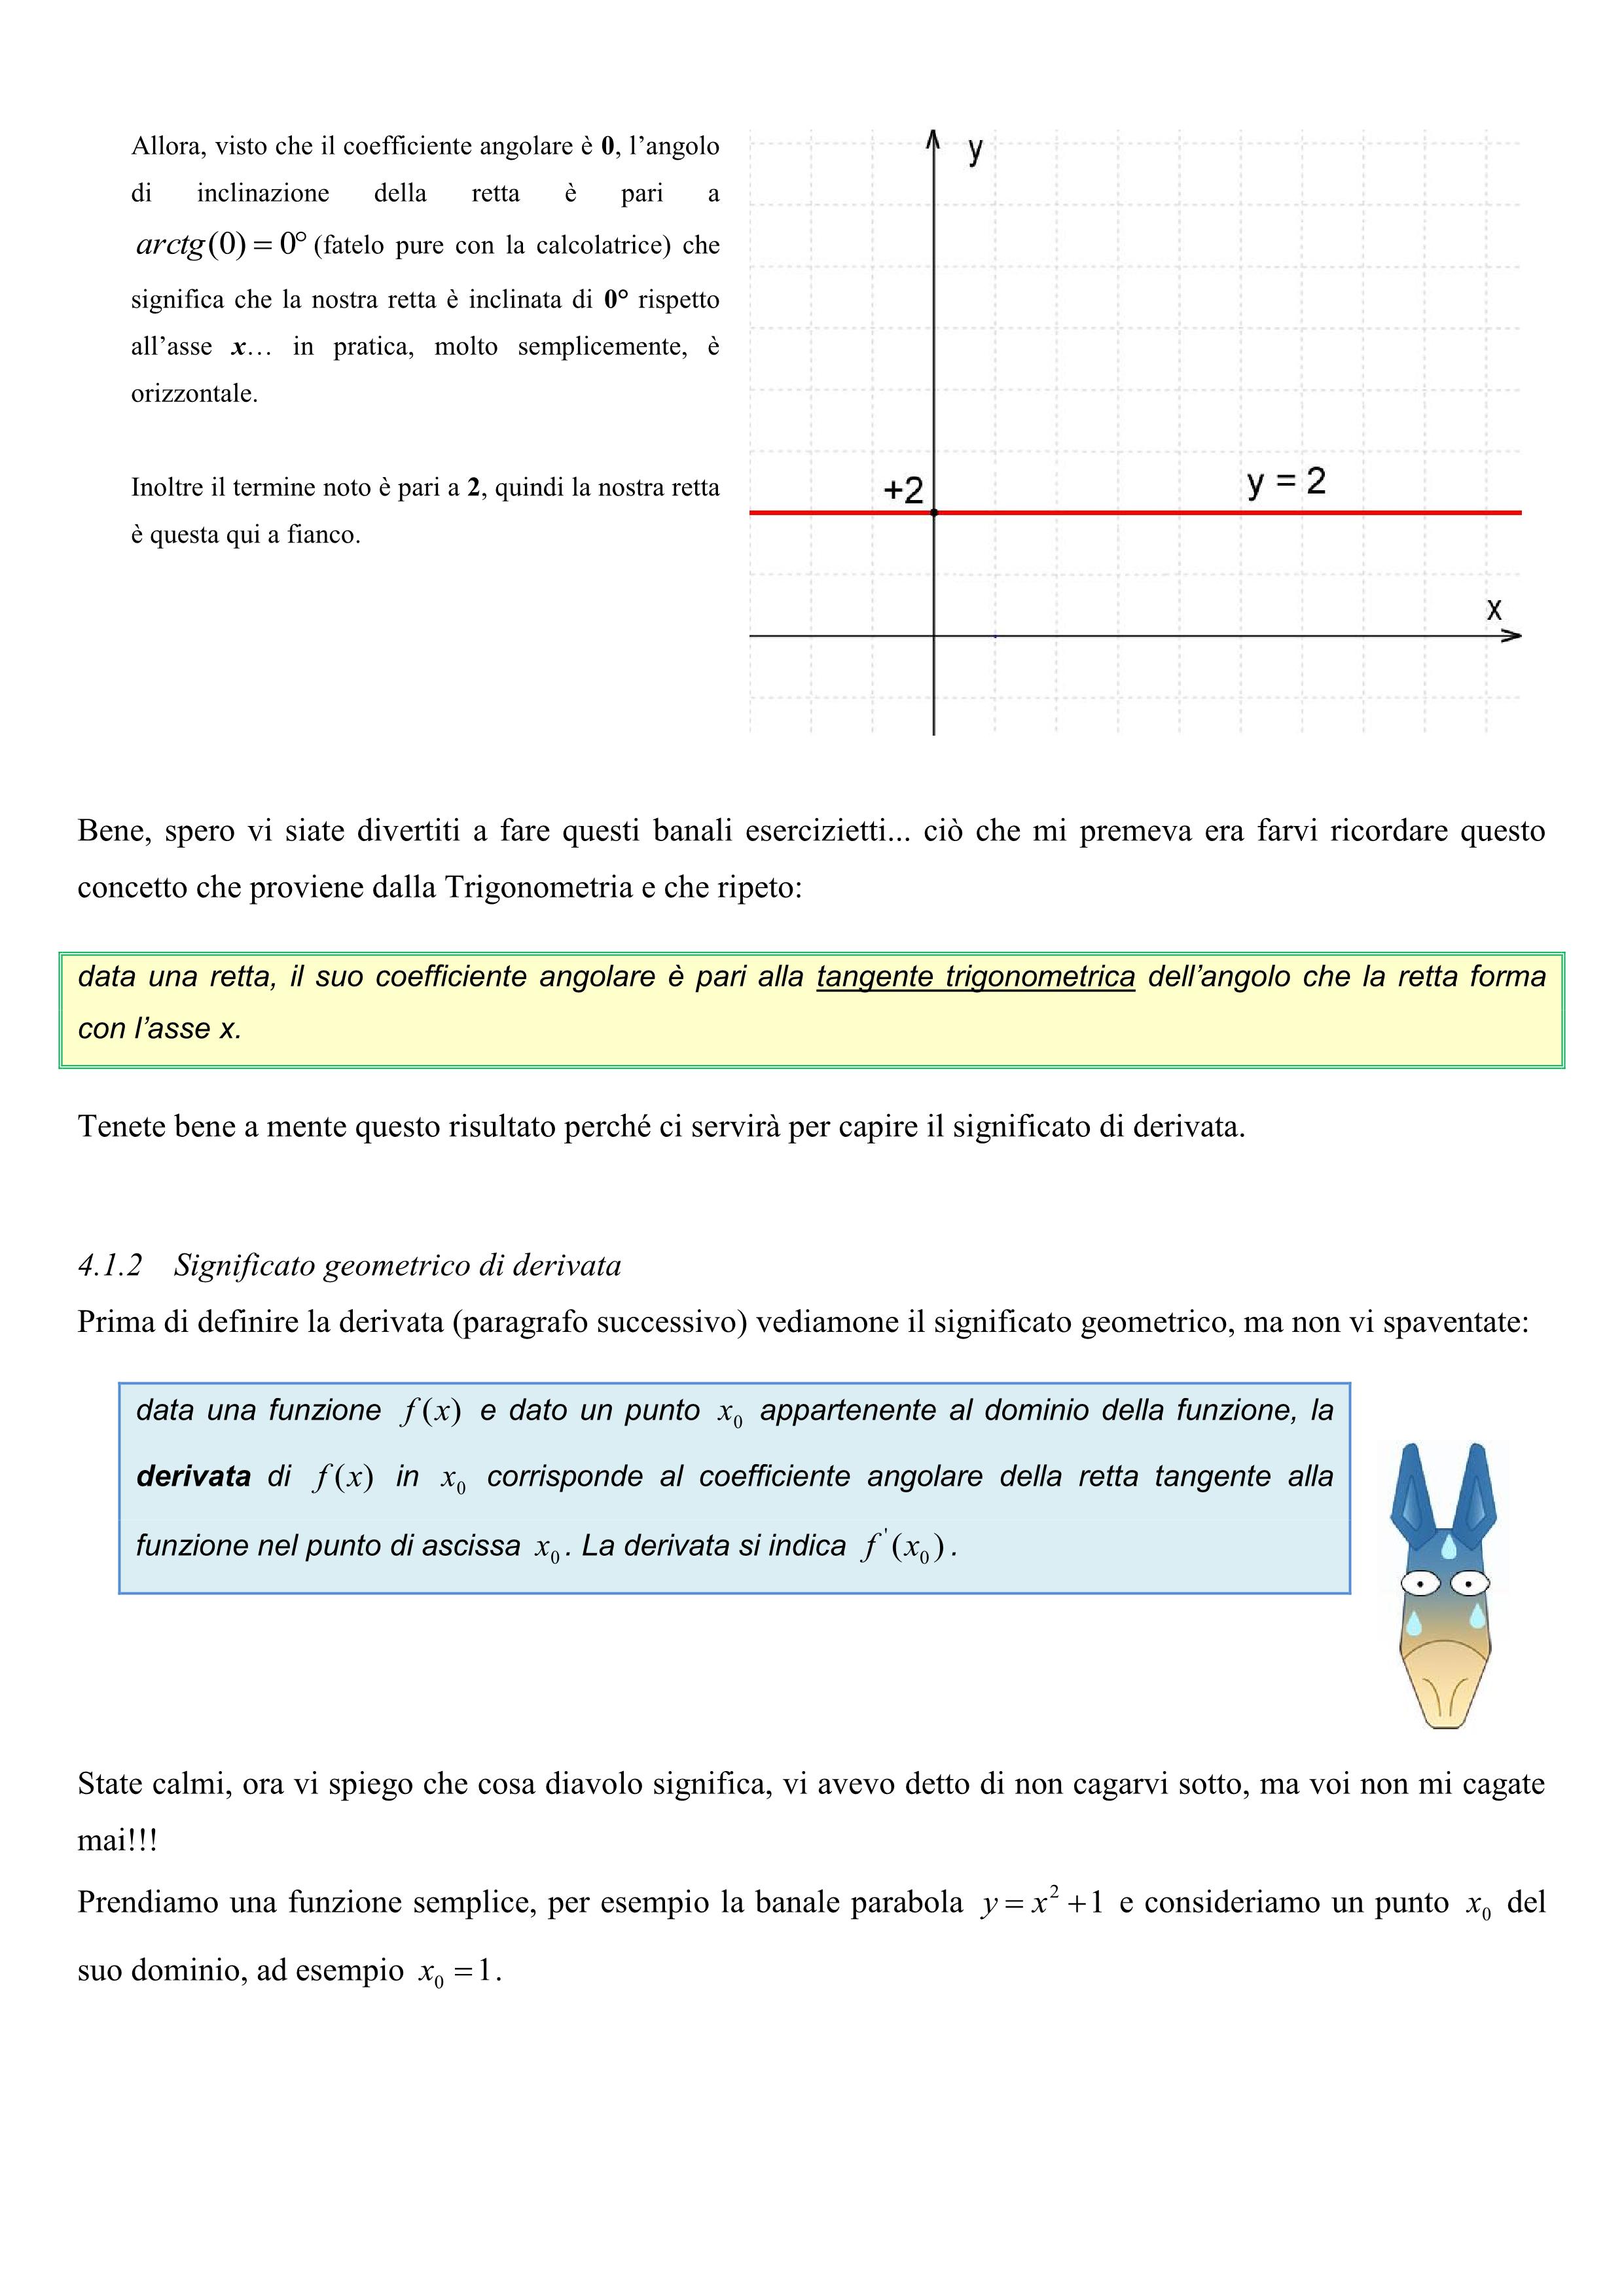 Allora, visto che il coefficiente angolare è 0, l’angolo
di inclinazione della retta è pari a
arctg(0) = 0° (fatelo pure con la calcolatrice) che
significa che la nostra retta è inclinata di 0° rispetto
all’asse x… in pratica, molto semplicemente, è
orizzontale.
Inoltre il termine noto è pari a 2, quindi la nostra retta
è questa qui a fianco.
y
+2
y = 2
x
Bene, spero vi siate divertiti a fare questi banali esercizietti... ciò che mi premeva era farvi ricordare questo
concetto che proviene dalla Trigonometria e che ripeto:
data una retta, il suo coefficiente angolare è pari alla tangente trigonometrica dell’angolo che la retta forma
con l’asse x.
Tenete bene a mente questo risultato perché ci servirà per capire il significato di derivata.
4.1.2 Significato geometrico di derivata
Prima di definire la derivata (paragrafo successivo) vediamone il significato geometrico, ma non vi spaventate:
data una funzione f(x) e dato un punto x₀ appartenente al dominio della funzione, la
derivata di f(x) in x₀ corrisponde al coefficiente angolare della retta tangente alla
funzione nel punto di ascissa x₀. La derivata si indica f'(x₀).
State calmi, ora vi spiego che cosa diavolo significa, vi avevo detto di non cagarvi sotto, ma voi non mi cagate
mai!!!
Prendiamo una funzione semplice, per esempio la banale parabola y = x² +1 e consideriamo un punto x₀ del
suo dominio, ad esempio x₀ =1.